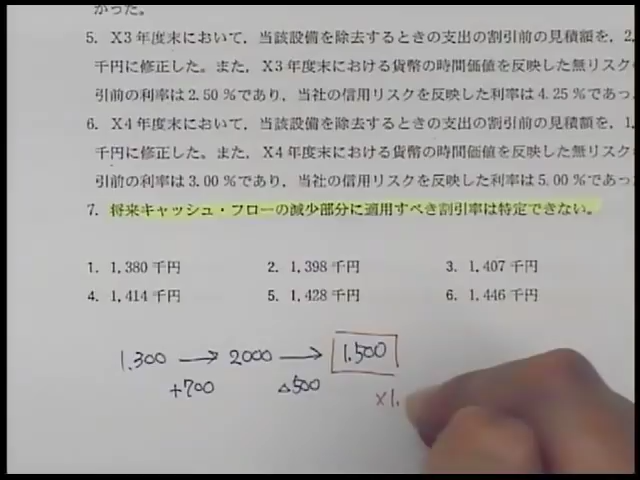 かった。
5. X3年度末において，当該設備を除去するときの支出の割引前の見積額を，2,
千円に修正した。また，X3年度末における貨幣の時間価値を反映した無リスク
引前の利率は2.50％であり，当社の信用リスクを反映した利率は4.25％であっ
6. X4年度末において，当該設備を除去するときの支出の割引前の見積額を，1,
千円に修正した。また，X4年度末における貨幣の時間価値を反映した無リスク
引前の利率は3.00％であり，当社の信用リスクを反映した利率は5.00％であっ
7. 将来キャッシュ・フローの減少部分に適用すべき割引率は特定できない。
1. 1,380千円 2. 1,398千円 3. 1,407千円
4. 1,414千円 5. 1,428千円 6. 1,446千円
1.300 → 2000 → 1.500
+700 △500
×1.